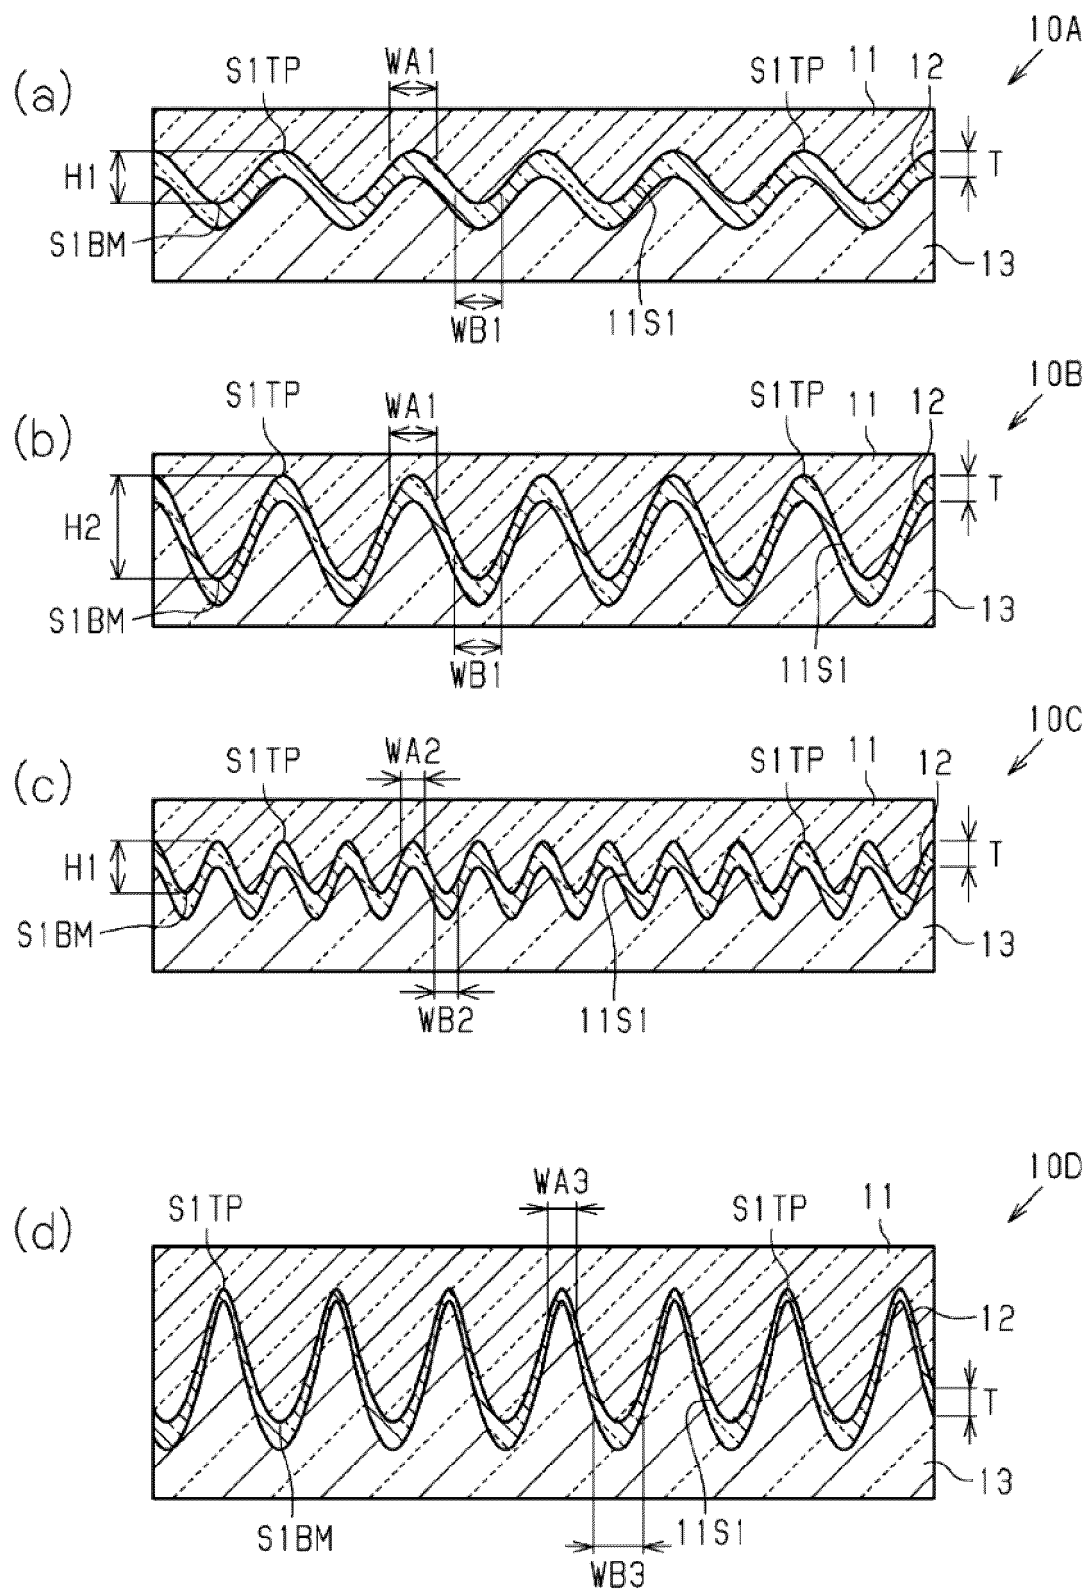 10A
(a)
S1TP
WA1
S1TP
11
12
H1
T
S1BM
13
WB1
11S1
10B
(b)
S1TP
WA1
S1TP
11
12
H2
T
S1BM
13
WB1
11S1
10C
(c)
S1TP
WA2
S1TP
11
12
H1
T
S1BM
13
WB2
11S1
10D
(d)
S1TP
WA3
S1TP
11
12
T
13
S1BM
11S1
WB3